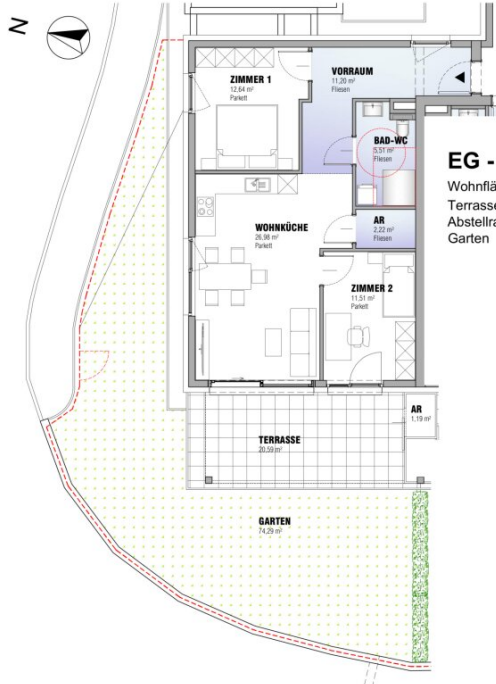 N
ZIMMER 1
12,64 m²
Parkett
VORRAUM
11,20 m²
Fliesen
BAD-WC
5,51 m²
Fliesen
EG -
Wohnflä
Terrasse
Abstellra
Garten
WOHNKÜCHE
26,98 m²
Parkett
AR
2,22 m²
Fliesen
ZIMMER 2
11,51 m²
Parkett
AR
1,19 m²
TERRASSE
20,59 m²
GARTEN
74,29 m²